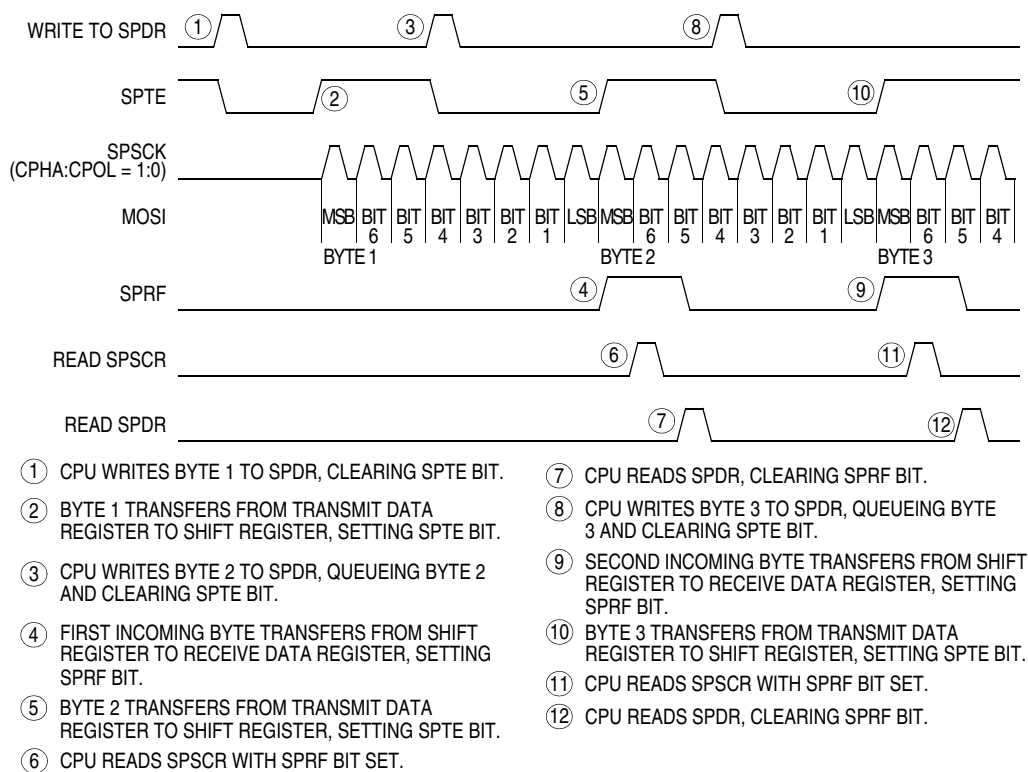 WRITE TO SPDR
1
3
8
SPTE
2
5
10
SPSCK
(CPHA:CPOL = 1:0)
MOSI
MSB BIT 6 BIT 5 BIT 4 BIT 3 BIT 2 BIT 1 LSB MSB BIT 6 BIT 5 BIT 4 BIT 3 BIT 2 BIT 1 LSB MSB BIT 6 BIT 5 BIT 4
BYTE 1 BYTE 2 BYTE 3
SPRF
4
9
READ SPSCR
6
11
READ SPDR
7
12
1 CPU WRITES BYTE 1 TO SPDR, CLEARING SPTE BIT.
2 BYTE 1 TRANSFERS FROM TRANSMIT DATA
REGISTER TO SHIFT REGISTER, SETTING SPTE BIT.
3 CPU WRITES BYTE 2 TO SPDR, QUEUEING BYTE 2
AND CLEARING SPTE BIT.
4 FIRST INCOMING BYTE TRANSFERS FROM SHIFT
REGISTER TO RECEIVE DATA REGISTER, SETTING
SPRF BIT.
5 BYTE 2 TRANSFERS FROM TRANSMIT DATA
REGISTER TO SHIFT REGISTER, SETTING SPTE BIT.
6 CPU READS SPSCR WITH SPRF BIT SET.
7 CPU READS SPDR, CLEARING SPRF BIT.
8 CPU WRITES BYTE 3 TO SPDR, QUEUEING BYTE
3 AND CLEARING SPTE BIT.
9 SECOND INCOMING BYTE TRANSFERS FROM SHIFT
REGISTER TO RECEIVE DATA REGISTER, SETTING
SPRF BIT.
10 BYTE 3 TRANSFERS FROM TRANSMIT DATA
REGISTER TO SHIFT REGISTER, SETTING SPTE BIT.
11 CPU READS SPSCR WITH SPRF BIT SET.
12 CPU READS SPDR, CLEARING SPRF BIT.